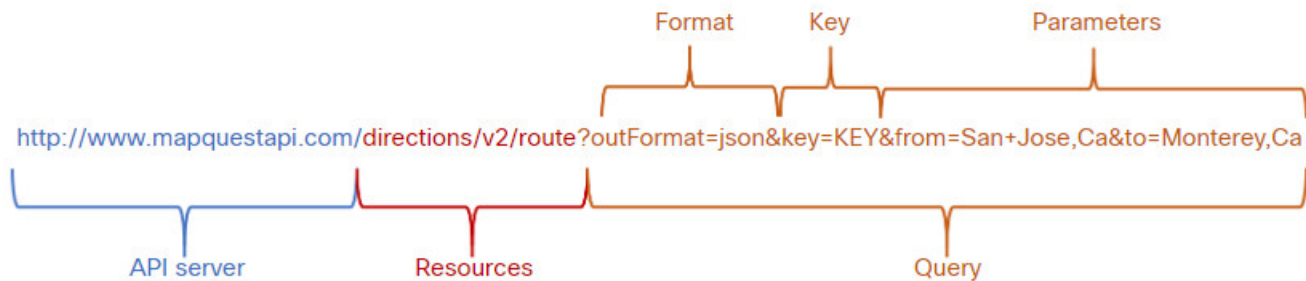 Format Key Parameters
http://www.mapquestapi.com/directions/v2/route?outFormat=json&key=KEY&from=San+Jose,Ca&to=Monterey,Ca
API server Resources Query